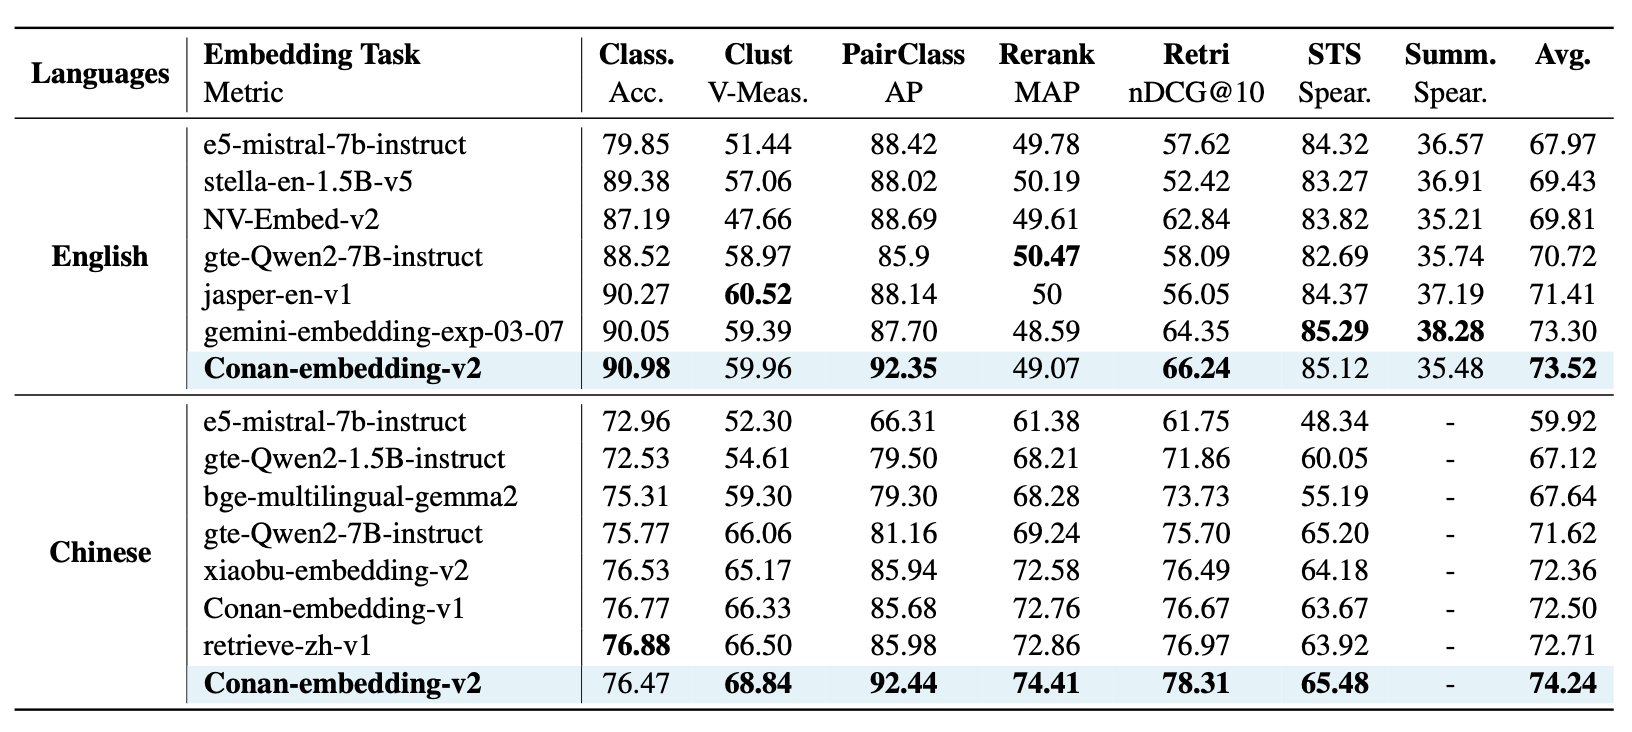 Languages Embedding Task Class. Clust PairClass Rerank Retri STS Summ. Avg.
Metric Acc. V-Meas. AP MAP nDCG@10 Spear. Spear.
English
e5-mistral-7b-instruct 79.85 51.44 88.42 49.78 57.62 84.32 36.57 67.97
stella-en-1.5B-v5 89.38 57.06 88.02 50.19 52.42 83.27 36.91 69.43
NV-Embed-v2 87.19 47.66 88.69 49.61 62.84 83.82 35.21 69.81
gte-Qwen2-7B-instruct 88.52 58.97 85.9 50.47 58.09 82.69 35.74 70.72
jasper-en-v1 90.27 60.52 88.14 50 56.05 84.37 37.19 71.41
gemini-embedding-exp-03-07 90.05 59.39 87.70 48.59 64.35 85.29 38.28 73.30
Conan-embedding-v2 90.98 59.96 92.35 49.07 66.24 85.12 35.48 73.52
Chinese
e5-mistral-7b-instruct 72.96 52.30 66.31 61.38 61.75 48.34 - 59.92
gte-Qwen2-1.5B-instruct 72.53 54.61 79.50 68.21 71.86 60.05 - 67.12
bge-multilingual-gemma2 75.31 59.30 79.30 68.28 73.73 55.19 - 67.64
gte-Qwen2-7B-instruct 75.77 66.06 81.16 69.24 75.70 65.20 - 71.62
xiaobu-embedding-v2 76.53 65.17 85.94 72.58 76.49 64.18 - 72.36
Conan-embedding-v1 76.77 66.33 85.68 72.76 76.67 63.67 - 72.50
retrieve-zh-v1 76.88 66.50 85.98 72.86 76.97 63.92 - 72.71
Conan-embedding-v2 76.47 68.84 92.44 74.41 78.31 65.48 - 74.24